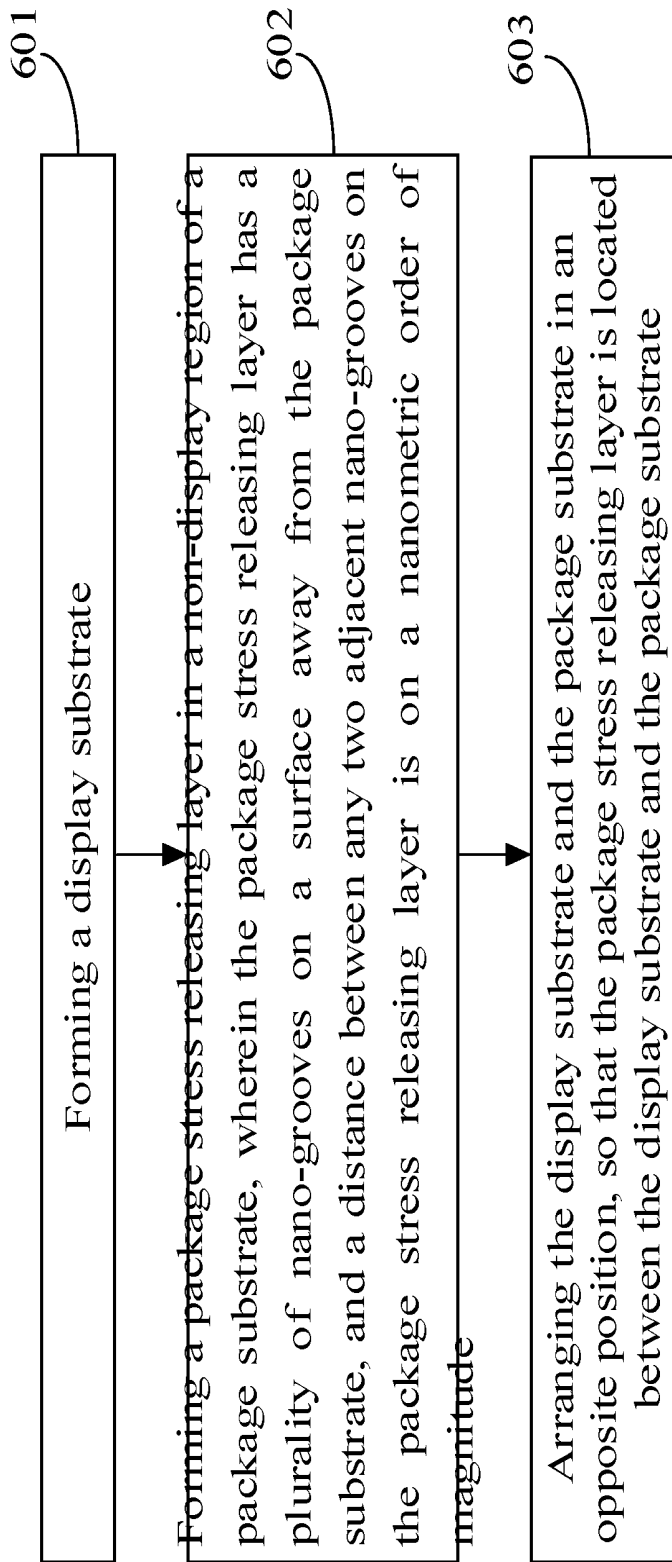 601
Forming a display substrate
602
Forming a package stress releasing layer in a non-display region of a
package substrate, wherein the package stress releasing layer has a
plurality of nano-grooves on a surface away from the package
substrate, and a distance between any two adjacent nano-grooves on
the package stress releasing layer is on a nanometric order of
magnitude
603
Arranging the display substrate and the package substrate in an
opposite position, so that the package stress releasing layer is located
between the display substrate and the package substrate